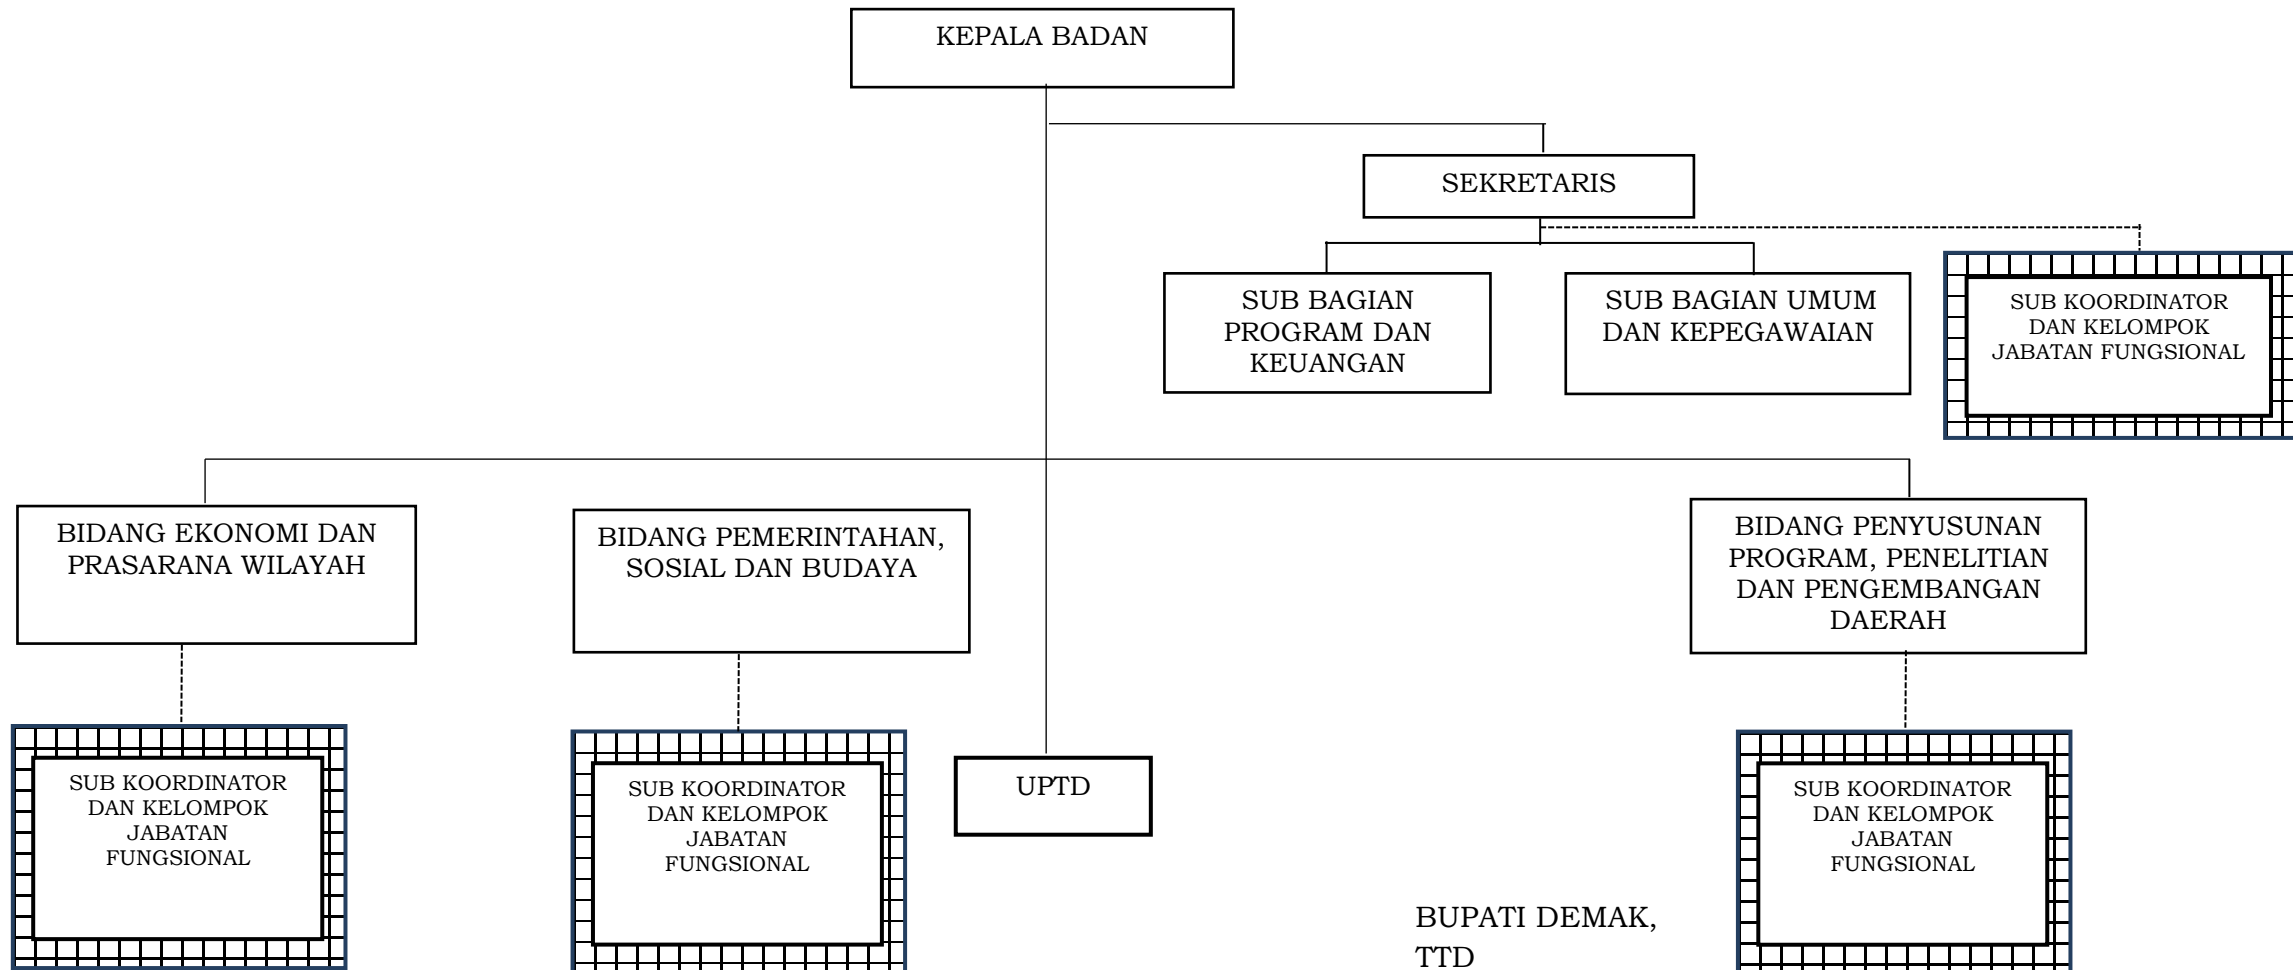 KEPALA BADAN
SEKRETARIS
SUB BAGIAN
PROGRAM DAN
KEUANGAN
SUB BAGIAN UMUM
DAN KEPEGAWAIAN
SUB KOORDINATOR
DAN KELOMPOK
JABATAN FUNGSIONAL
BIDANG EKONOMI DAN
PRASARANA WILAYAH
BIDANG PEMERINTAHAN,
SOSIAL DAN BUDAYA
BIDANG PENYUSUNAN
PROGRAM, PENELITIAN
DAN PENGEMBANGAN
DAERAH
SUB KOORDINATOR
DAN KELOMPOK
JABATAN
FUNGSIONAL
SUB KOORDINATOR
DAN KELOMPOK
JABATAN
FUNGSIONAL
UPTD
SUB KOORDINATOR
DAN KELOMPOK
JABATAN
FUNGSIONAL
BUPATI DEMAK,
TTD